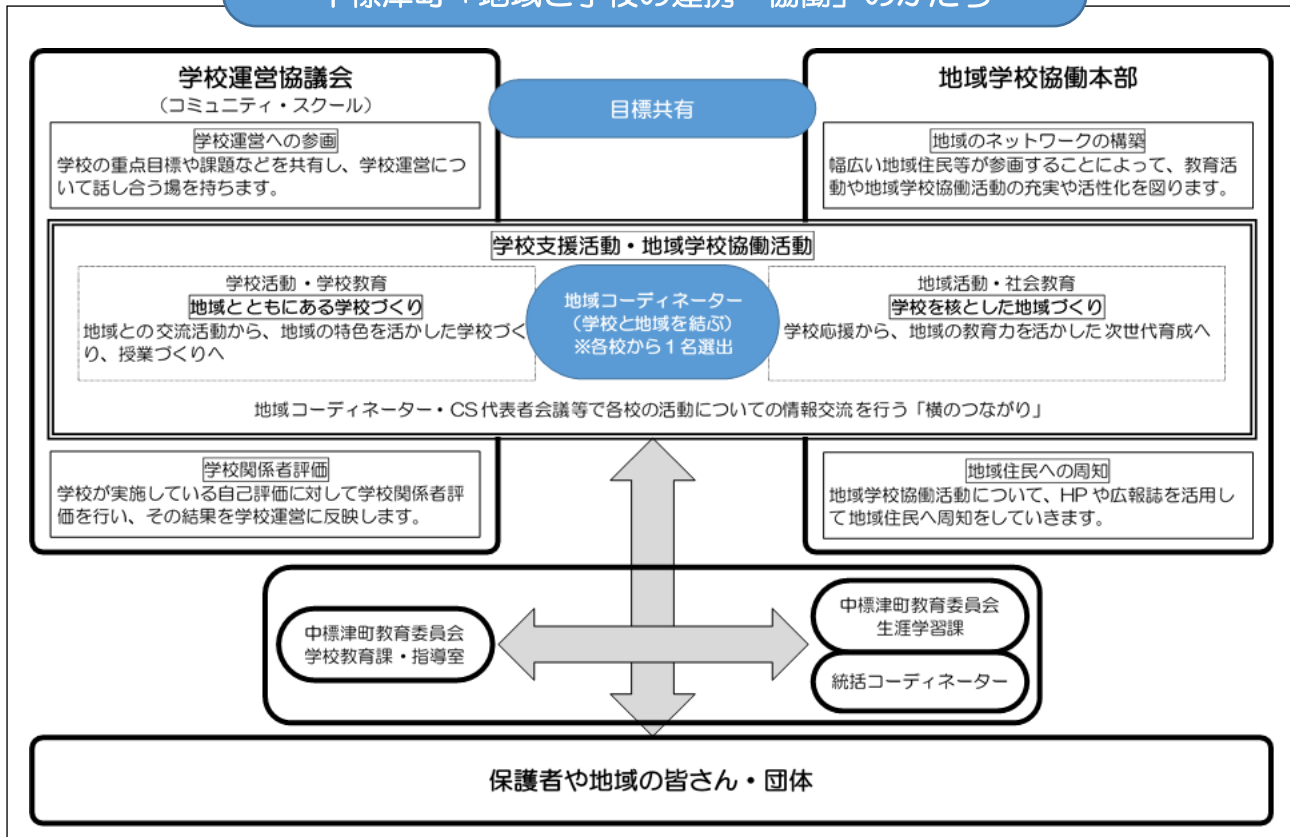 中標津町「地域と学校の連携・協働」のかたち
学校運営協議会
（コミュニティ・スクール）
学校運営への参画
学校の重点目標や課題などを共有し、学校運営につ
いて話し合う場を持ちます。
目標共有
地域学校協働本部
地域のネットワークの構築
幅広い地域住民等が参画することによって、教育活
動や地域学校協働活動の充実や活性化を図ります。
学校支援活動・地域学校協働活動
学校活動・学校教育
地域とともにある学校づくり
地域との交流活動から、地域の特色を活かした学校づく
り、授業づくりへ
地域コーディネーター
（学校と地域を結ぶ）
※各校から１名選出
地域活動・社会教育
学校を核とした地域づくり
学校応援から、地域の教育力を活かした次世代育成へ
地域コーディネーター・CS代表者会議等で各校の活動についての情報交流を行う「横のつながり」
学校関係者評価
学校が実施している自己評価に対して学校関係者評
価を行い、その結果を学校運営に反映します。
地域住民への周知
地域学校協働活動について、HPや広報誌を活用し
て地域住民へ周知をしていきます。
中標津町教育委員会
学校教育課・指導室
中標津町教育委員会
生涯学習課
統括コーディネーター
保護者や地域の皆さん・団体